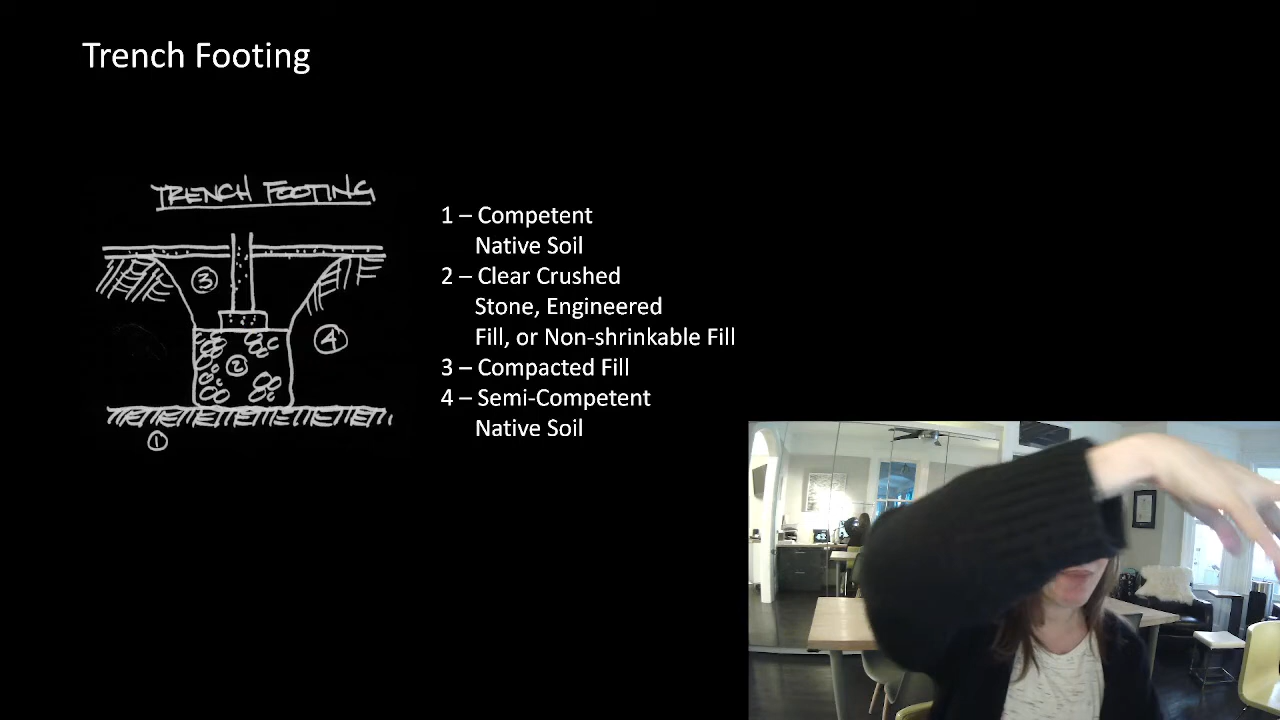 Trench Footing
TRENCH FOOTING
3
4
2
1
1 – Competent
Native Soil
2 – Clear Crushed
Stone, Engineered
Fill, or Non-shrinkable Fill
3 – Compacted Fill
4 – Semi-Competent
Native Soil